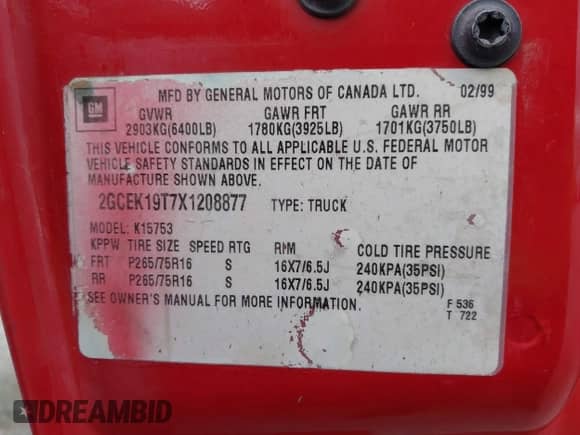 GM
MFD BY GENERAL MOTORS OF CANADA LTD. 02/99
GVWR GAWR FRT GAWR RR
2903KG(6400LB) 1780KG(3925LB) 1701KG(3750LB)
THIS VEHICLE CONFORMS TO ALL APPLICABLE U.S. FEDERAL MOTOR
VEHICLE SAFETY STANDARDS IN EFFECT ON THE DATE OF
MANUFACTURE SHOWN ABOVE.
2GCEK19T7X1208877 TYPE: TRUCK
MODEL: K15753
KPPW TIRE SIZE SPEED RTG RIM COLD TIRE PRESSURE
FRT P265/75R16 S 16X7/6.5J 240KPA(35PSI)
RR P265/75R16 S 16X7/6.5J 240KPA(35PSI)
SEE OWNER'S MANUAL FOR MORE INFORMATION. F 536
T 722
DREAMBID